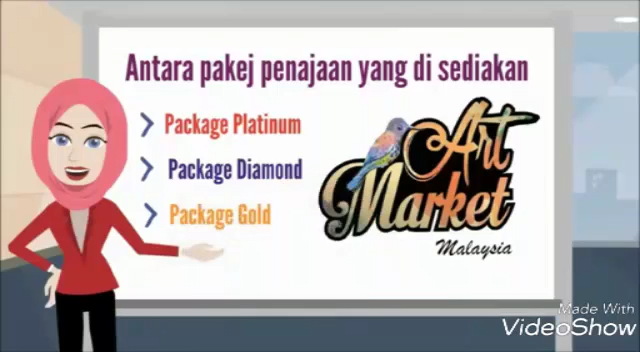 Antara pakej penajaan yang di sediakan
Package Platinum
Package Diamond
Package Gold
Art
Market
Malaysia
Made With
VideoShow